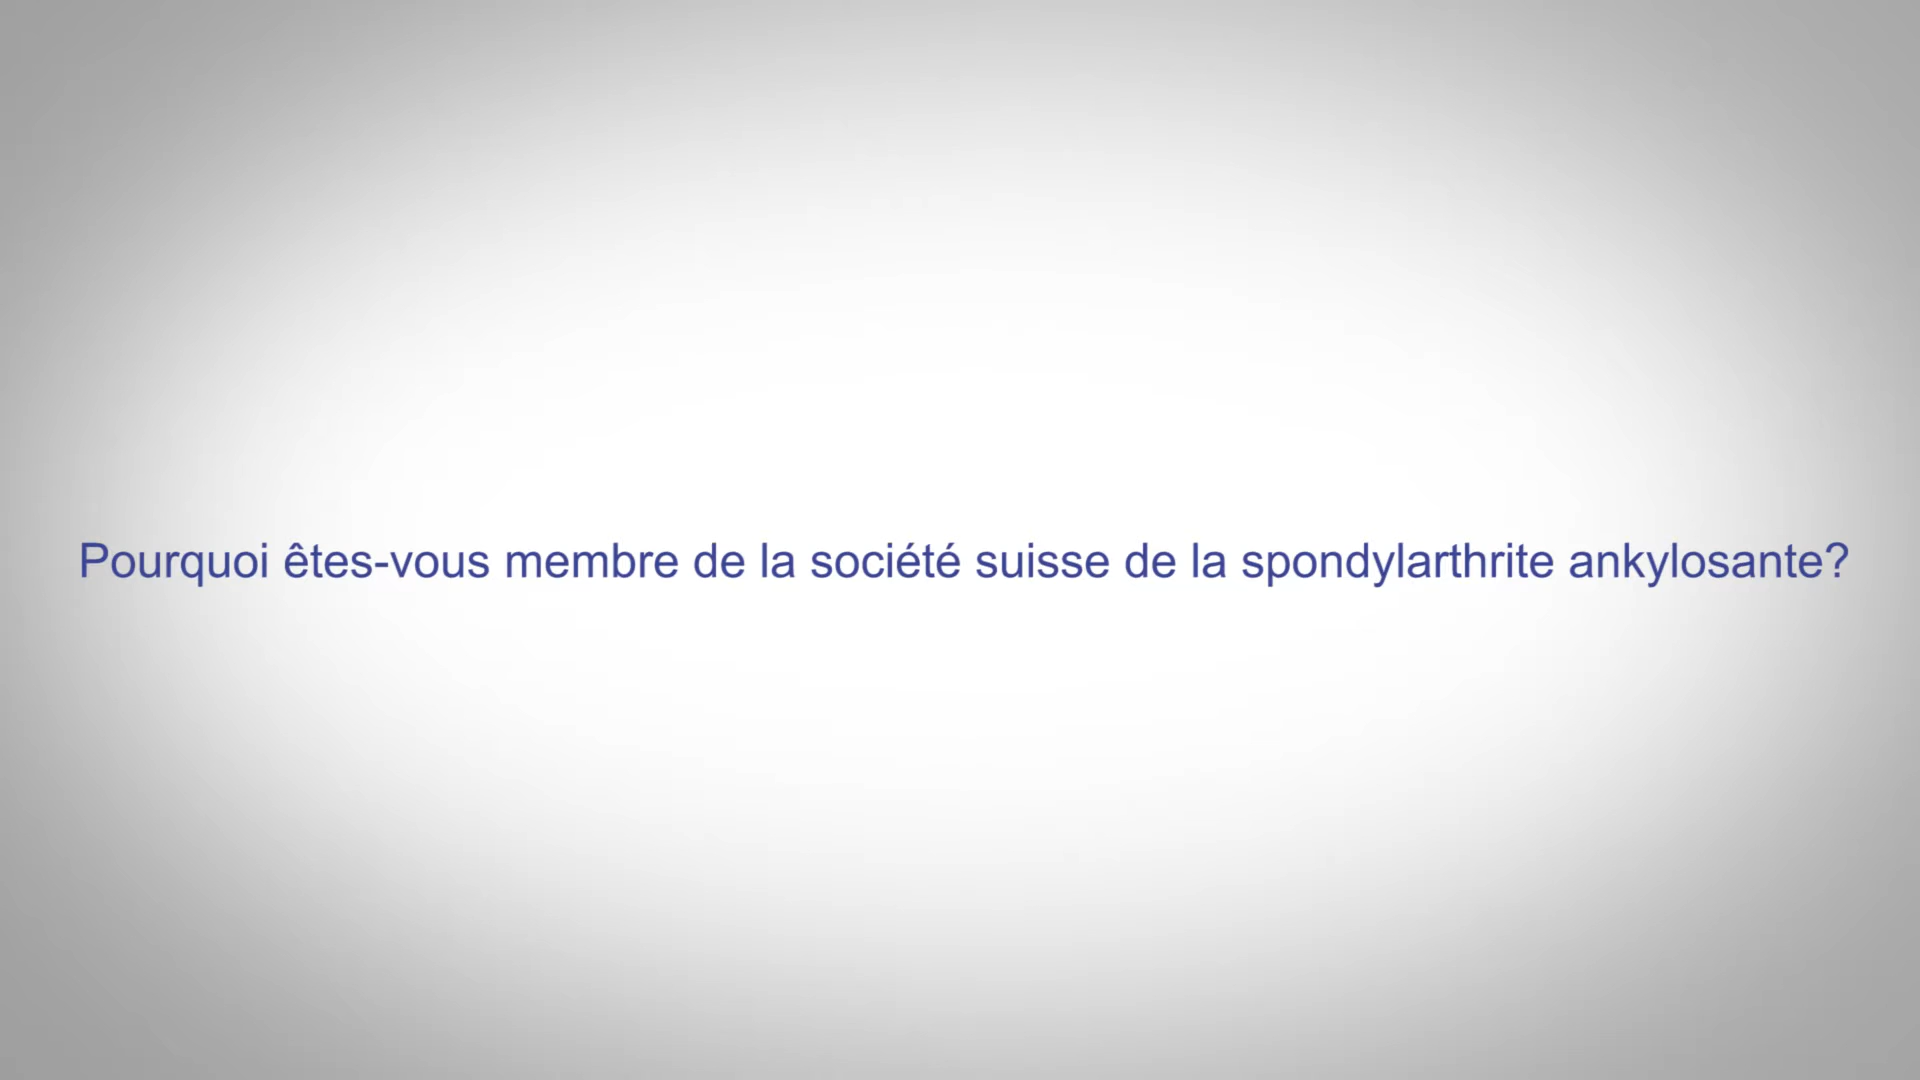 Pourquoi êtes-vous membre de la société suisse de la spondylarthrite ankylosante?